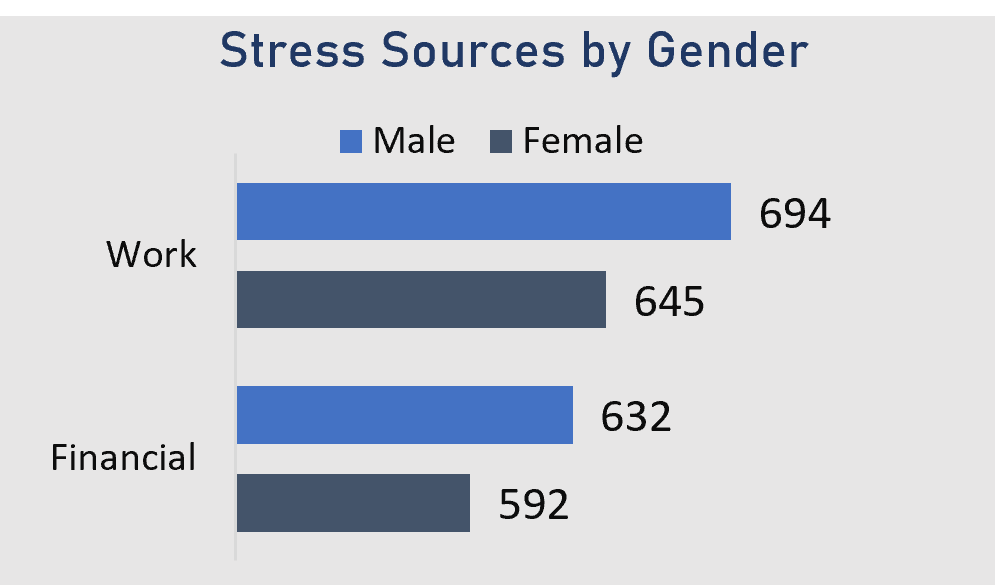 Stress Sources by Gender
Male Female
694
Work
645
632
Financial
592